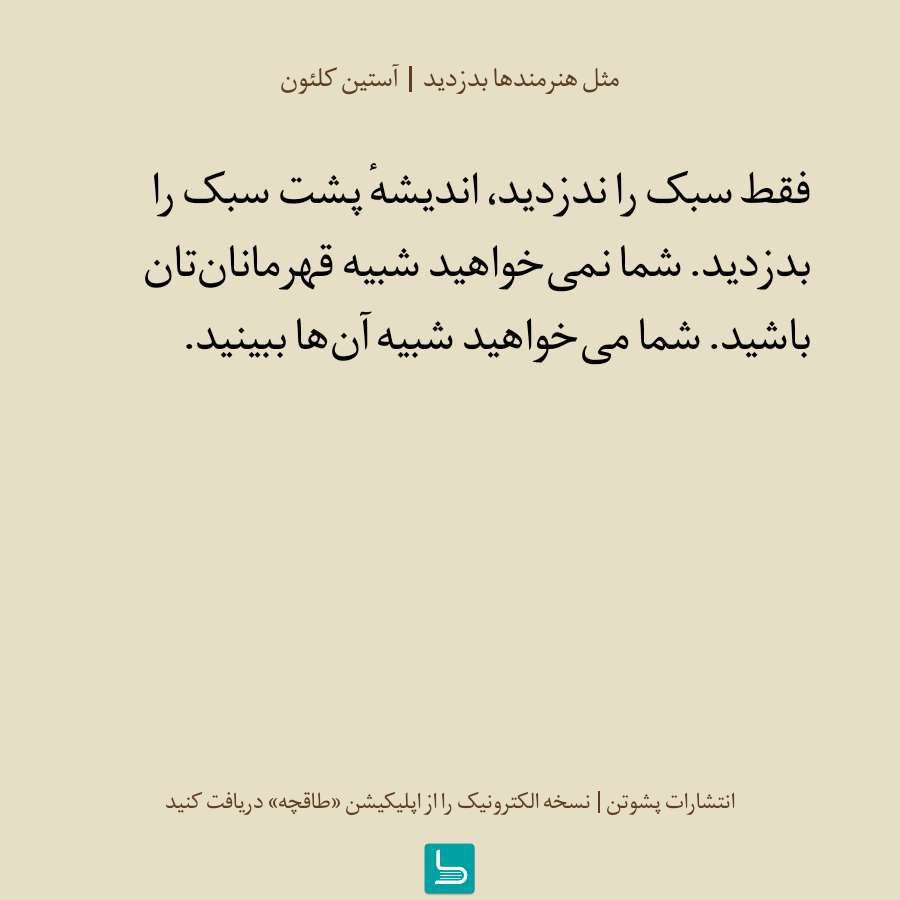 مثل هنرمندها بدزدید | آستین کلئون
فقط سبک را ندزدید، اندیشهٔ پشت سبک را
بدزدید. شما نمی‌خواهید شبیه قهرمانان‌تان
باشید. شما می‌خواهید شبیه آن‌ها ببینید.
انتشارات پشوتن | نسخه الکترونیک را از اپلیکیشن «طاقچه» دریافت کنید